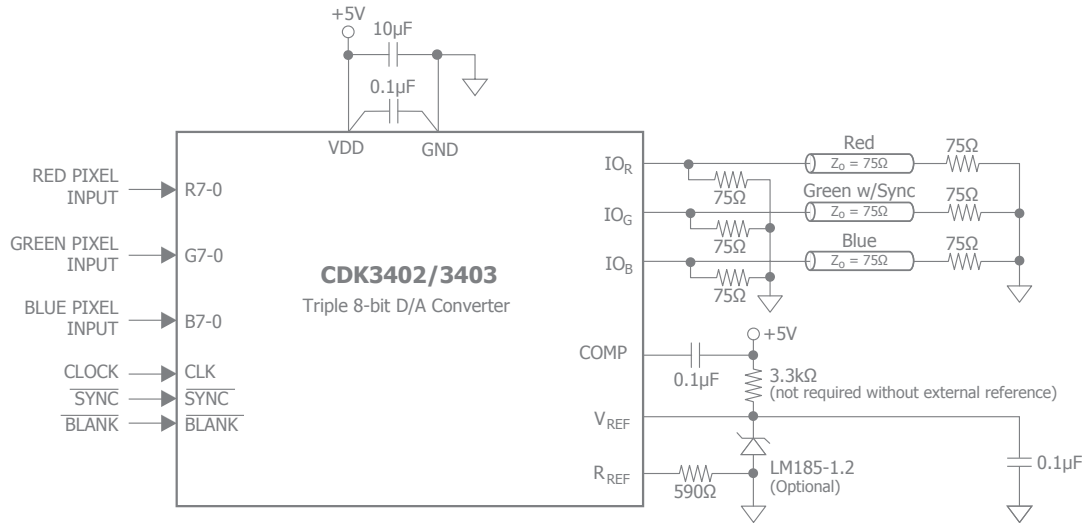 +5V
10µF
0.1µF
VDD
GND
RED PIXEL
INPUT
R7-0
GREEN PIXEL
INPUT
G7-0
BLUE PIXEL
INPUT
B7-0
CLOCK
CLK
SYNC
SYNC
BLANK
BLANK
CDK3402/3403
Triple 8-bit D/A Converter
IOR
75Ω
Red
Zo = 75Ω
75Ω
IOG
75Ω
Green w/Sync
Zo = 75Ω
75Ω
IOB
75Ω
Blue
Zo = 75Ω
75Ω
COMP
0.1µF
+5V
3.3kΩ
(not required without external reference)
VREF
RREF
590Ω
LM185-1.2
(Optional)
0.1µF